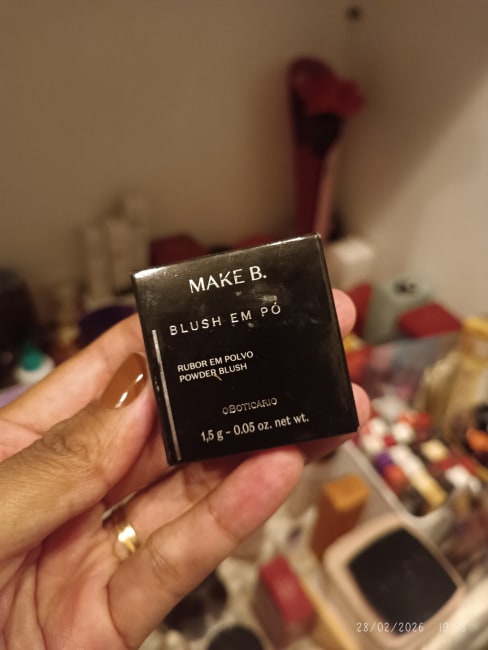 MAKE B.
BLUSH EM PÓ
RUBOR EM POLVO
POWDER BLUSH
OBOTICÁRIO
1,5 g - 0.05 oz. net wt.
28/02/2026